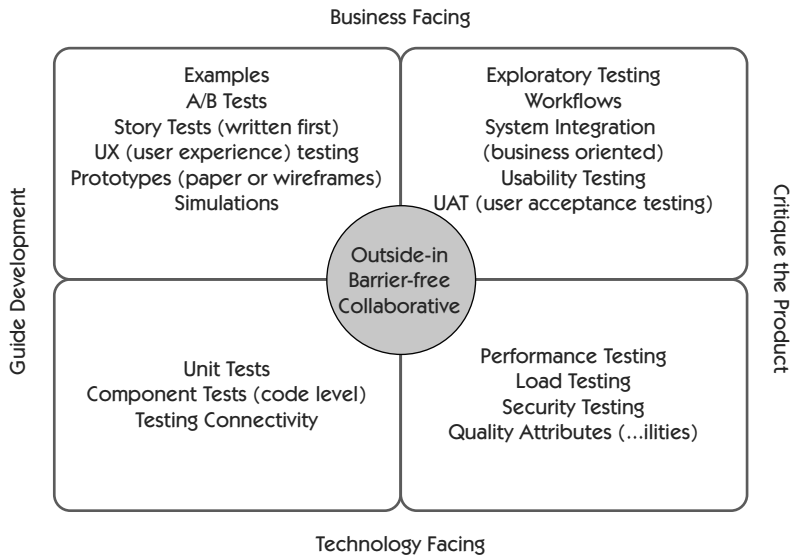 Business Facing
Examples
A/B Tests
Story Tests (written first)
UX (user experience) testing
Prototypes (paper or wireframes)
Simulations
Exploratory Testing
Workflows
System Integration
(business oriented)
Usability Testing
UAT (user acceptance testing)
Guide Development
Outside-in
Barrier-free
Collaborative
Critique the Product
Unit Tests
Component Tests (code level)
Testing Connectivity
Performance Testing
Load Testing
Security Testing
Quality Attributes (...ilities)
Technology Facing